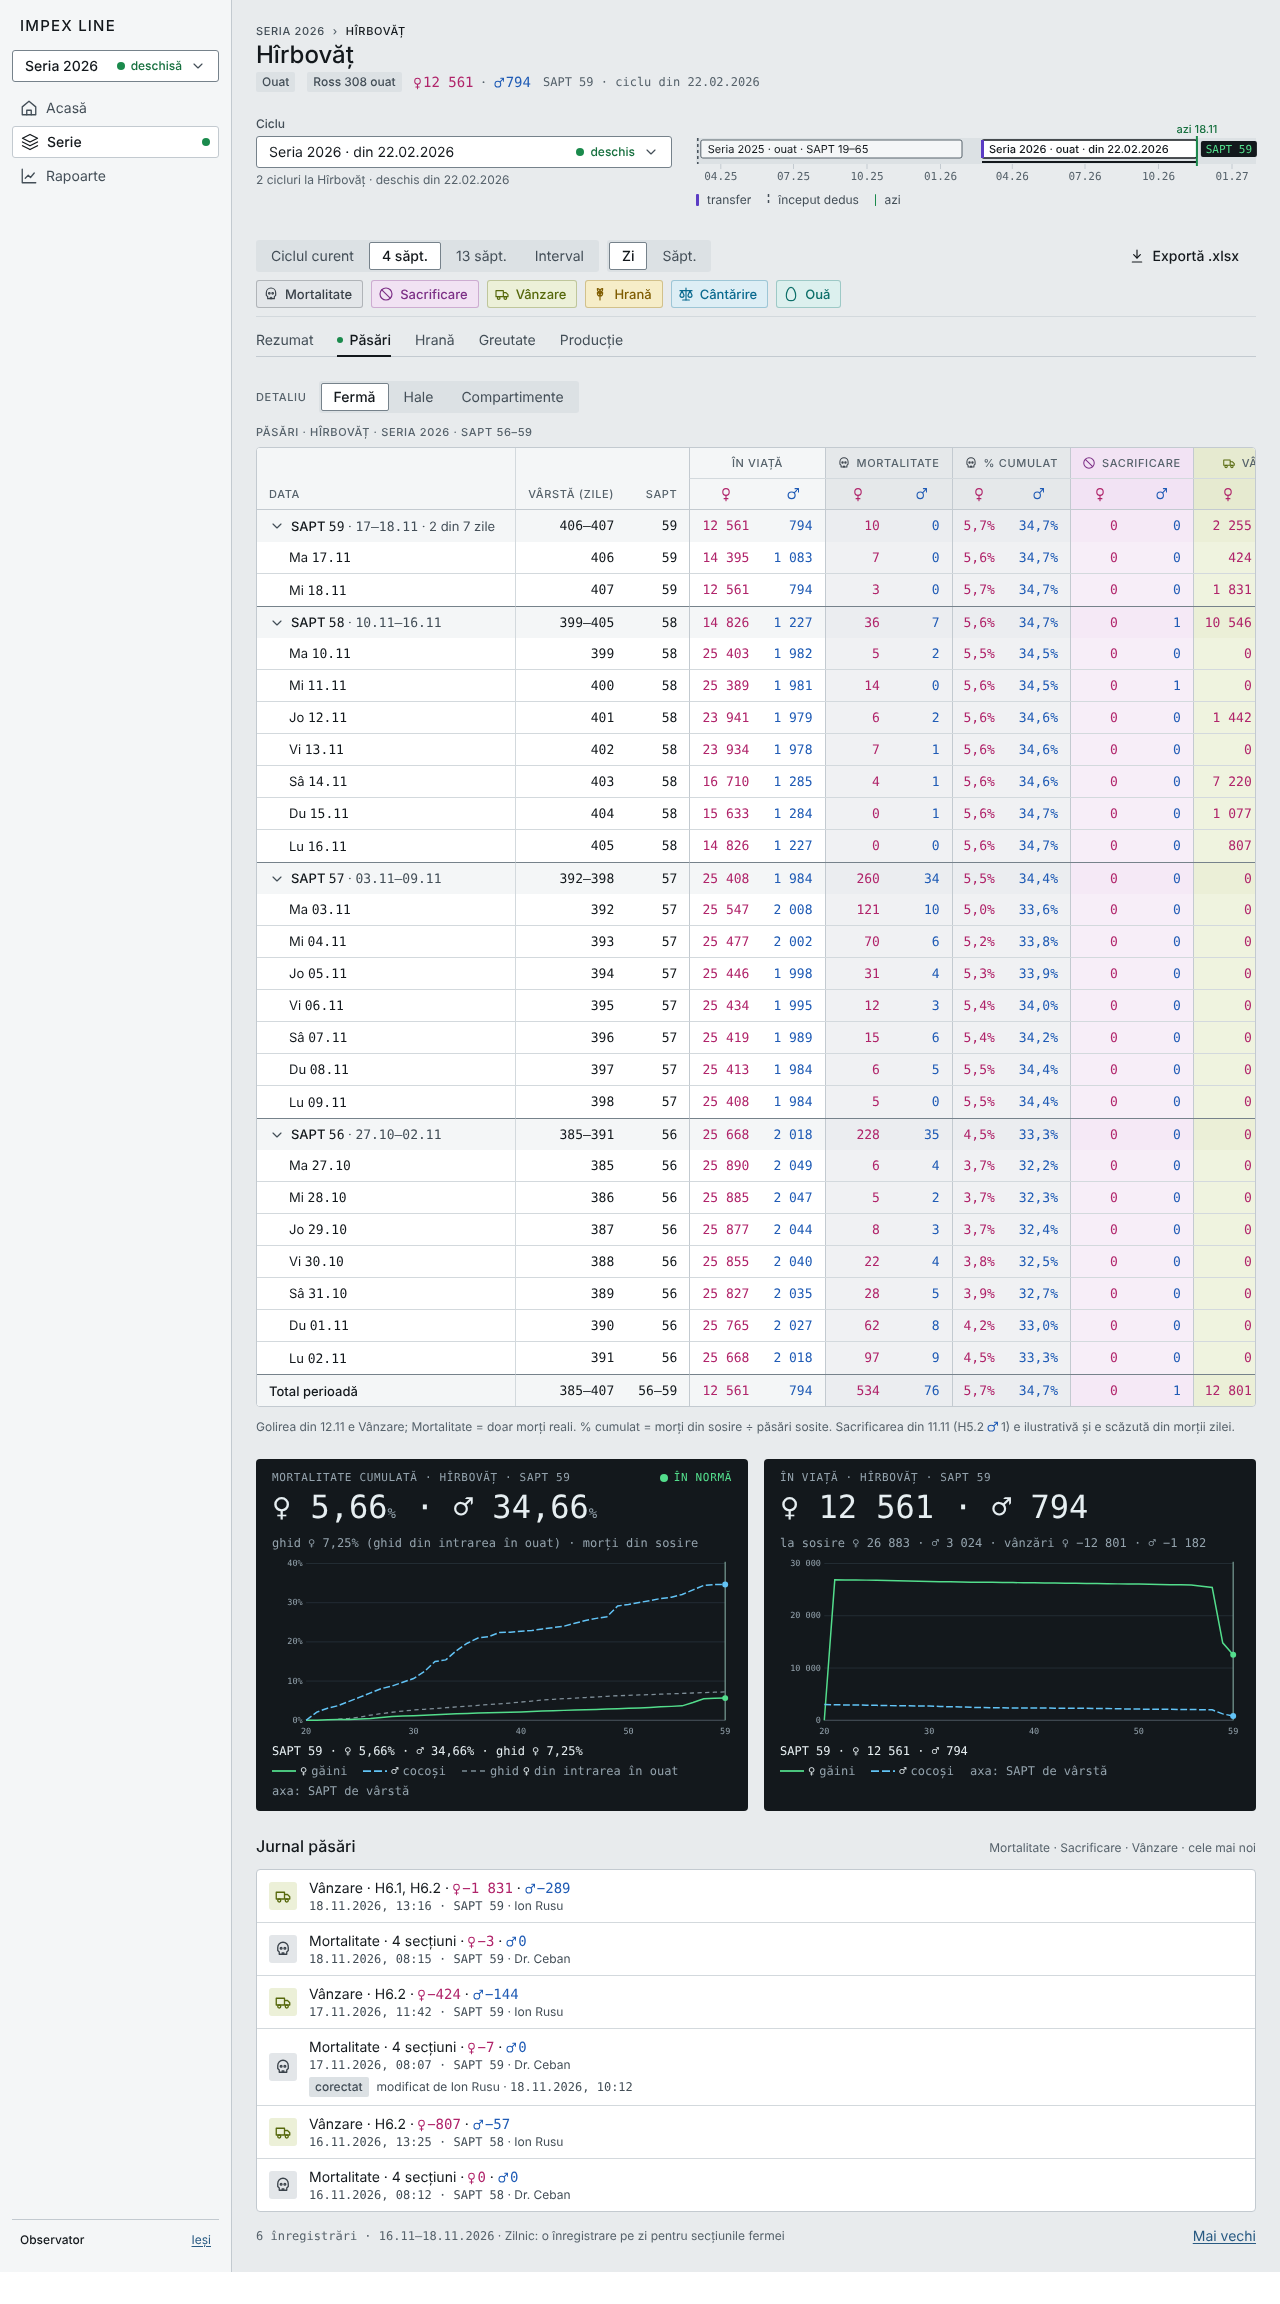 IMPEX LINE
Seria 2026 deschisă
Acasă
Serie
Rapoarte
SERIA 2026 › HÎRBOVĂȚ
Hîrbovăț
Ouat Ross 308 ouat ♀12 561 · ♂794 SAPT 59 · ciclu din 22.02.2026
Ciclu
Seria 2026 · din 22.02.2026 deschis
2 cicluri la Hîrbovăț · deschis din 22.02.2026
azi 18.11
Seria 2025 · ouat · SAPT 19–65 Seria 2026 · ouat · din 22.02.2026 SAPT 59
04.25 07.25 10.25 01.26 04.26 07.26 10.26 01.27
transfer început dedus azi
Ciclul curent 4 săpt. 13 săpt. Interval Zi Săpt. Exportă .xlsx
Mortalitate Sacrificare Vânzare Hrană Cântărire Ouă
Rezumat Păsări Hrană Greutate Producție
DETALIU Fermă Hale Compartimente
PĂSĂRI · HÎRBOVĂȚ · SERIA 2026 · SAPT 56–59
ÎN VIAȚĂ MORTALITATE % CUMULAT SACRIFICARE VÂ
DATA VÂRSTĂ (ZILE) SAPT ♀ ♂ ♀ ♂ ♀ ♂ ♀ ♂ ♀
SAPT 59 · 17–18.11 · 2 din 7 zile 406–407 59 12 561 794 10 0 5,7% 34,7% 0 0 2 255
Ma 17.11 406 59 14 395 1 083 7 0 5,6% 34,7% 0 0 424
Mi 18.11 407 59 12 561 794 3 0 5,7% 34,7% 0 0 1 831
SAPT 58 · 10.11–16.11 399–405 58 14 826 1 227 36 7 5,6% 34,7% 0 1 10 546
Ma 10.11 399 58 25 403 1 982 5 2 5,5% 34,5% 0 0 0
Mi 11.11 400 58 25 389 1 981 14 0 5,6% 34,5% 0 1 0
Jo 12.11 401 58 23 941 1 979 6 2 5,6% 34,6% 0 0 1 442
Vi 13.11 402 58 23 934 1 978 7 1 5,6% 34,6% 0 0 0
Sâ 14.11 403 58 16 710 1 285 4 1 5,6% 34,6% 0 0 7 220
Du 15.11 404 58 15 633 1 284 0 1 5,6% 34,7% 0 0 1 077
Lu 16.11 405 58 14 826 1 227 0 0 5,6% 34,7% 0 0 807
SAPT 57 · 03.11–09.11 392–398 57 25 408 1 984 260 34 5,5% 34,4% 0 0 0
Ma 03.11 392 57 25 547 2 008 121 10 5,0% 33,6% 0 0 0
Mi 04.11 393 57 25 477 2 002 70 6 5,2% 33,8% 0 0 0
Jo 05.11 394 57 25 446 1 998 31 4 5,3% 33,9% 0 0 0
Vi 06.11 395 57 25 434 1 995 12 3 5,4% 34,0% 0 0 0
Sâ 07.11 396 57 25 419 1 989 15 6 5,4% 34,2% 0 0 0
Du 08.11 397 57 25 413 1 984 6 5 5,5% 34,4% 0 0 0
Lu 09.11 398 57 25 408 1 984 5 0 5,5% 34,4% 0 0 0
SAPT 56 · 27.10–02.11 385–391 56 25 668 2 018 228 35 4,5% 33,3% 0 0 0
Ma 27.10 385 56 25 890 2 049 6 4 3,7% 32,2% 0 0 0
Mi 28.10 386 56 25 885 2 047 5 2 3,7% 32,3% 0 0 0
Jo 29.10 387 56 25 877 2 044 8 3 3,7% 32,4% 0 0 0
Vi 30.10 388 56 25 855 2 040 22 4 3,8% 32,5% 0 0 0
Sâ 31.10 389 56 25 827 2 035 28 5 3,9% 32,7% 0 0 0
Du 01.11 390 56 25 765 2 027 62 8 4,2% 33,0% 0 0 0
Lu 02.11 391 56 25 668 2 018 97 9 4,5% 33,3% 0 0 0
Total perioadă 385–407 56–59 12 561 794 534 76 5,7% 34,7% 0 1 12 801
Golirea din 12.11 e Vânzare; Mortalitate = doar morți reali. % cumulat = morți din sosire ÷ păsări sosite. Sacrificarea din 11.11 (H5.2 ♂ 1) e ilustrativă și e scăzută din morții zilei.
MORTALITATE CUMULATĂ · HÎRBOVĂȚ · SAPT 59 ÎN NORMĂ
♀ 5,66% · ♂ 34,66%
ghid ♀ 7,25% (ghid din intrarea în ouat) · morți din sosire
40%
30%
20%
10%
0%
20 30 40 50 59
SAPT 59 · ♀ 5,66% · ♂ 34,66% · ghid ♀ 7,25%
♀ găini ♂ cocoși ghid ♀ din intrarea în ouat
axa: SAPT de vârstă
ÎN VIAȚĂ · HÎRBOVĂȚ · SAPT 59
♀ 12 561 · ♂ 794
la sosire ♀ 26 883 · ♂ 3 024 · vânzări ♀ −12 801 · ♂ −1 182
30 000
20 000
10 000
0
20 30 40 50 59
SAPT 59 · ♀ 12 561 · ♂ 794
♀ găini ♂ cocoși axa: SAPT de vârstă
Jurnal păsări Mortalitate · Sacrificare · Vânzare · cele mai noi
Vânzare · H6.1, H6.2 · ♀−1 831 · ♂−289
18.11.2026, 13:16 · SAPT 59 · Ion Rusu
Mortalitate · 4 secțiuni · ♀−3 · ♂0
18.11.2026, 08:15 · SAPT 59 · Dr. Ceban
Vânzare · H6.2 · ♀−424 · ♂−144
17.11.2026, 11:42 · SAPT 59 · Ion Rusu
Mortalitate · 4 secțiuni · ♀−7 · ♂0
17.11.2026, 08:07 · SAPT 59 · Dr. Ceban
corectat modificat de Ion Rusu · 18.11.2026, 10:12
Vânzare · H6.2 · ♀−807 · ♂−57
16.11.2026, 13:25 · SAPT 58 · Ion Rusu
Mortalitate · 4 secțiuni · ♀0 · ♂0
16.11.2026, 08:12 · SAPT 58 · Dr. Ceban
6 înregistrări · 16.11–18.11.2026 · Zilnic: o înregistrare pe zi pentru secțiunile fermei Mai vechi
Observator Ieși